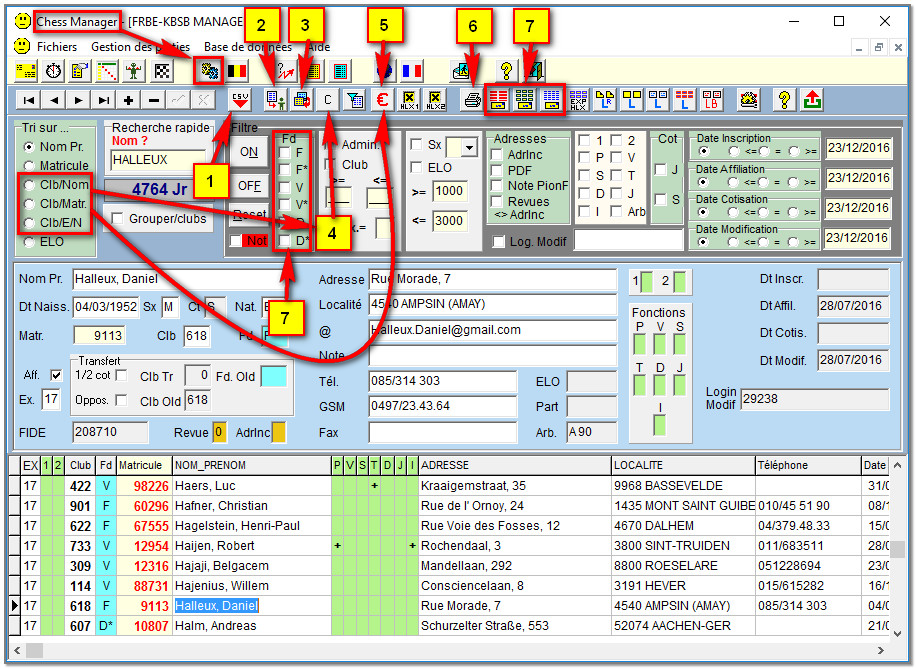 Chess Manager - [FRBE-KBSB MANAGE
Fichiers Gestion des parties Base de données Aide
2 3 5 6 7
CSV C € HLX1 HLX2 EXP HLX L R L L L L B
Tri sur ...
Nom Pr.
Matricule
Clb/Nom
Clb/Matr.
Clb/E/N
ELO
Recherche rapide
Nom ?
HALLEUX
4764 Jr
1
Grouper/clubs
Filtre
ON
OFF
Reset
Not
Fd
F
F*
V
V*
D*
4
7
Admin.
Club
>= <=
x.=
Sx
ELO
>= 1000
<= 3000
Adresses
AdrInc
PDF
Note PionF
Revues
<> AdrInc
Log. Modif
1 2
P V
S T
D J
I Arb
Cot
J
S
Date Inscription
<= = >= 23/12/2016
Date Affiliation
<= = >= 23/12/2016
Date Cotisation
<= = >= 23/12/2016
Date Modification
<= = >= 23/12/2016
Nom Pr. Halleux, Daniel
Dt Naiss. 04/03/1952 Sx M Ct S Nat.
Matr. 9113 Clb 618 Fd
Transfert
Aff. 1/2 cot Clb Tr 0 Fd. Old
Ex. 17 Oppos. Clb Old 618
FIDE 208710 Revue 0 AdrInc
Adresse Rue Morade, 7
Localité 4540 AMPSIN (AMAY)
@ Halleux.Daniel@gmail.com
Note
Tél. 085/314 303 ELO
GSM 0497/23.43.64 Part
Fax Arb. A 90
1 2
Fonctions
P V S
T D J
I
Dt Inscr.
Dt Affil. 28/07/2016
Dt Cotis.
Dt Modif. 28/07/2016
Login
Modif 29238
EX 1 2 Club Fd Matricule NOM_PRENOM P V S T D J I ADRESSE LOCALITE Téléphone Date
17 422 V 98226 Haers, Luc + Kraaigemstraat, 35 9968 BASSEVELDE 31/0
17 901 F 60296 Hafner, Christian Rue de l' Ornoy, 24 1435 MONT SAINT GUIBE 010/45 51 90 08/1
17 622 F 67555 Hagelstein, Henri-Paul Rue Voie des Fosses, 12 4670 DALHEM 04/379.48.33 15/0
17 733 V 12954 Haijen, Robert + + Rochendaal, 3 3800 SINT-TRUIDEN 011/683511 28/0
17 309 V 12316 Hajaji, Belgacem Mandellaan, 292 8800 ROESELARE 051228694 23/0
17 114 V 88731 Hajenius, Willem Consciencelaan, 8 3191 HEVER 015/615282 16/1
17 618 F 9113 Halleux, Daniel Rue Morade, 7 4540 AMPSIN (AMAY) 085/314 303 04/0
17 607 D* 10807 Halm, Andreas Schurzelter Straße, 553 52074 AACHEN-GER 21/0